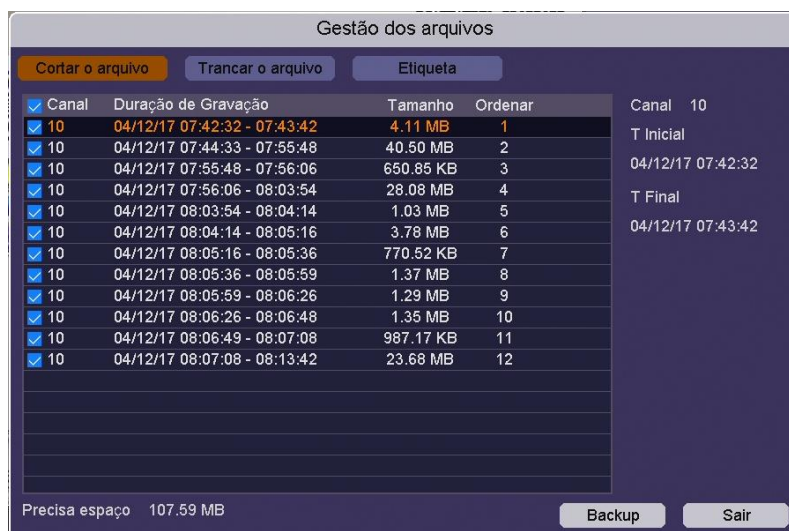 Gestão dos arquivos
Cortar o arquivo Trancar o arquivo Etiqueta
Canal Duração de Gravação Tamanho Ordenar
10 04/12/17 07:42:32 - 07:43:42 4.11 MB 1
10 04/12/17 07:44:33 - 07:55:48 40.50 MB 2
10 04/12/17 07:55:48 - 07:56:06 650.85 KB 3
10 04/12/17 07:56:06 - 08:03:54 28.08 MB 4
10 04/12/17 08:03:54 - 08:04:14 1.03 MB 5
10 04/12/17 08:04:14 - 08:05:16 3.78 MB 6
10 04/12/17 08:05:16 - 08:05:36 770.52 KB 7
10 04/12/17 08:05:36 - 08:05:59 1.37 MB 8
10 04/12/17 08:05:59 - 08:06:26 1.29 MB 9
10 04/12/17 08:06:26 - 08:06:48 1.35 MB 10
10 04/12/17 08:06:49 - 08:07:08 987.17 KB 11
10 04/12/17 08:07:08 - 08:13:42 23.68 MB 12
Canal 10
T Inicial
04/12/17 07:42:32
T Final
04/12/17 07:43:42
Precisa espaço 107.59 MB
Backup Sair